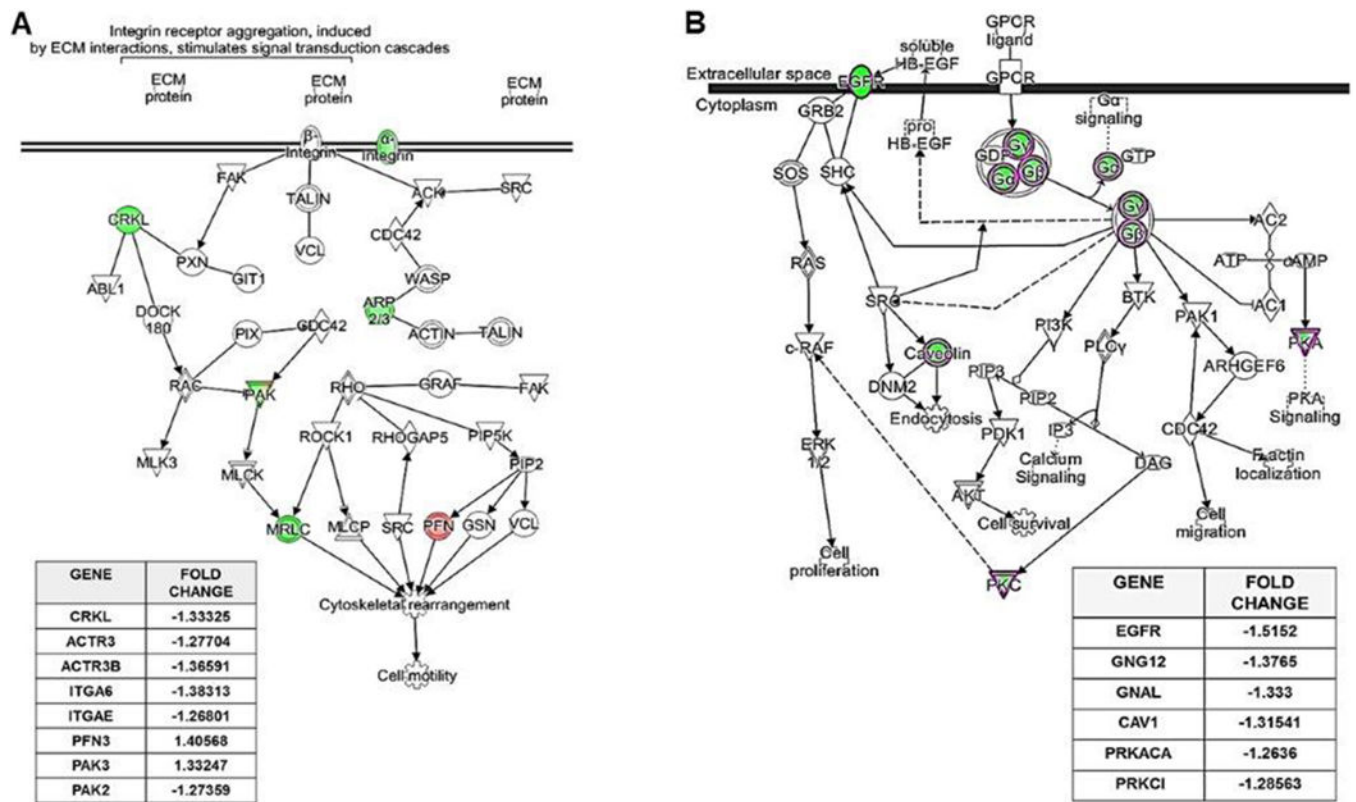 A
Integrin receptor aggregation, induced
by ECM interactions, stimulates signal transduction cascades
ECM
protein
ECM
protein
ECM
protein
β-
Integrin
α-
Integrin
FAK
TALIN
ACK
SRC
CRKL
VCL
CDC42
PXN
GIT1
WASP
ABL1
DOCK
180
ARP
2/3
ACTIN
TALIN
PIX
CDC42
RAC
PAK
RHO
GRAF
FAK
ROCK1
RHOGAP5
PIP5K
MLK3
MLCK
PIP2
MRLC
MLCP
SRC
PFN
GSN
VCL
Cytoskeletal rearrangement
Cell motility
GENE FOLD
CHANGE
CRKL -1.33325
ACTR3 -1.27704
ACTR3B -1.36591
ITGA6 -1.38313
ITGAE -1.26801
PFN3 1.40568
PAK3 1.33247
PAK2 -1.27359
B
GPCR
ligand
soluble
HB-EGF
Extracellular space
EGFR
GPCR
Cytoplasm
GRB2
Gα
signaling
pro
HB-EGF
GDP
Gγ
Gα
Gβ
Gα
GTP
SOS
SHC
Gγ
Gβ
AC2
RAS
ATP
cAMP
SRC
BTK
AC1
PI3K
γ
PAK1
c-RAF
Caveolin
PLCγ
PKA
DNM2
PIP3
ARHGEF6
PIP2
Endocytosis
PKA
Signaling
ERK
1/2
PDK1
IP3
CDC42
Calcium
Signaling
DAG
F-actin
localization
AKT
Cell survival
Cell
migration
Cell
proliferation
PKC
GENE FOLD
CHANGE
EGFR -1.5152
GNG12 -1.3765
GNAL -1.333
CAV1 -1.31541
PRKACA -1.2636
PRKCI -1.28563